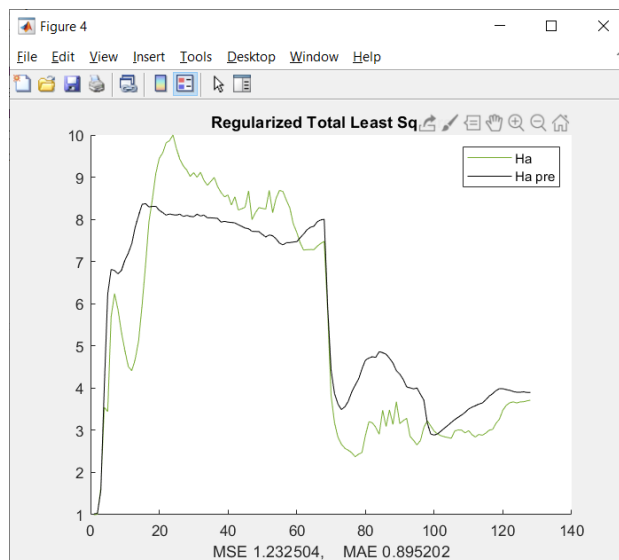 Figure 4
File Edit View Insert Tools Desktop Window Help
Regularized Total Least Sq
Ha
Ha pre
10
9
8
7
6
5
4
3
2
1
0 20 40 60 80 100 120 140
MSE 1.232504, MAE 0.895202